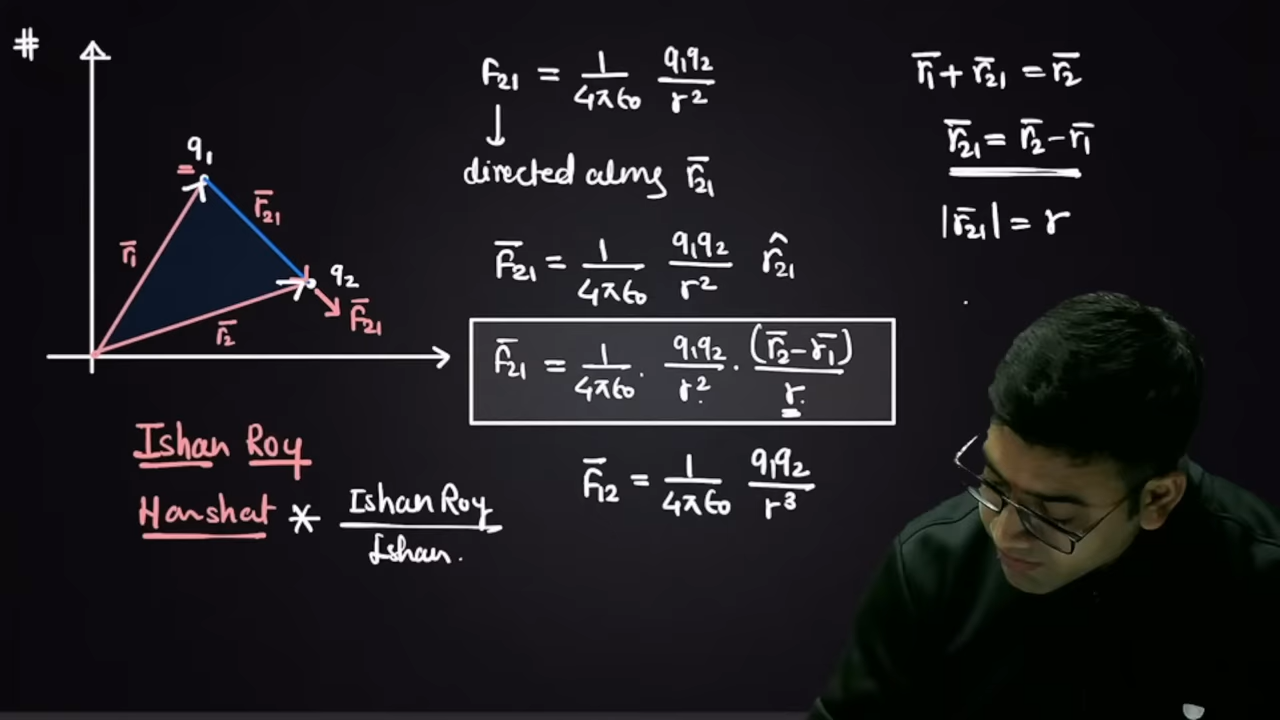 #
q₁
r̄₂₁
r̄₁
q₂
F̄₂₁
r̄₂
Ishan Roy
Harshat * Ishan Roy / Ishan.
F₂₁ = 1/4πε₀ q₁q₂/r²
↓
directed along r̄₂₁
F̄₂₁ = 1/4πε₀ q₁q₂/r² r̂₂₁
F̄₂₁ = 1/4πε₀ . q₁q₂/r² . (r̄₂ − r̄₁)/r
F̄₁₂ = 1/4πε₀ q₁q₂/r³
r̄₁ + r̄₂₁ = r̄₂
r̄₂₁ = r̄₂ − r̄₁
|r̄₂₁| = r